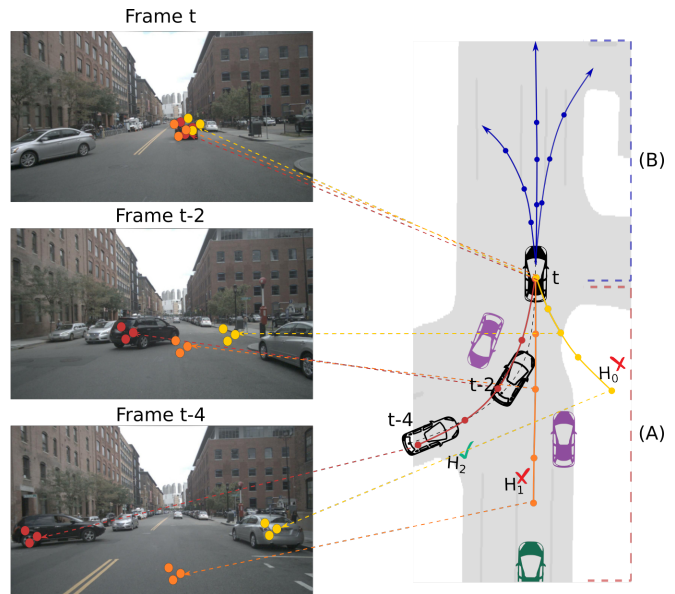 Frame t
Frame t-2
Frame t-4
(B)
t
t-2
H0
t-4
(A)
H2
H1